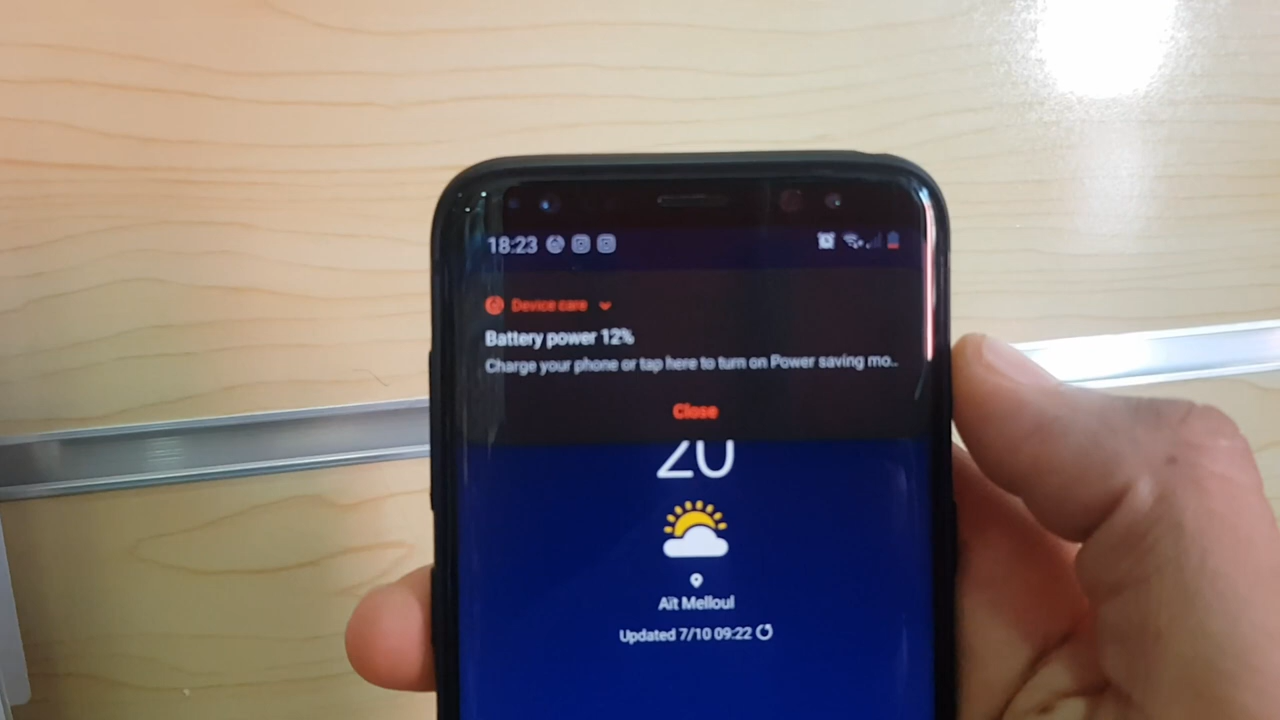 18:23
Device care
Battery power 12%
Charge your phone or tap here to turn on Power saving mo..
Close
20
Aït Melloul
Updated 7/10 09:22